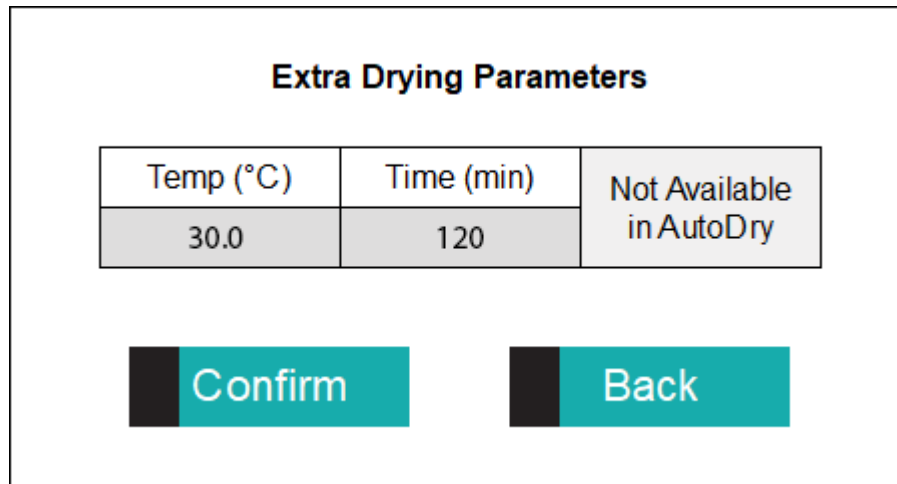 Extra Drying Parameters
Temp (°C) Time (min) Not Available
in AutoDry
30.0 120
Confirm Back